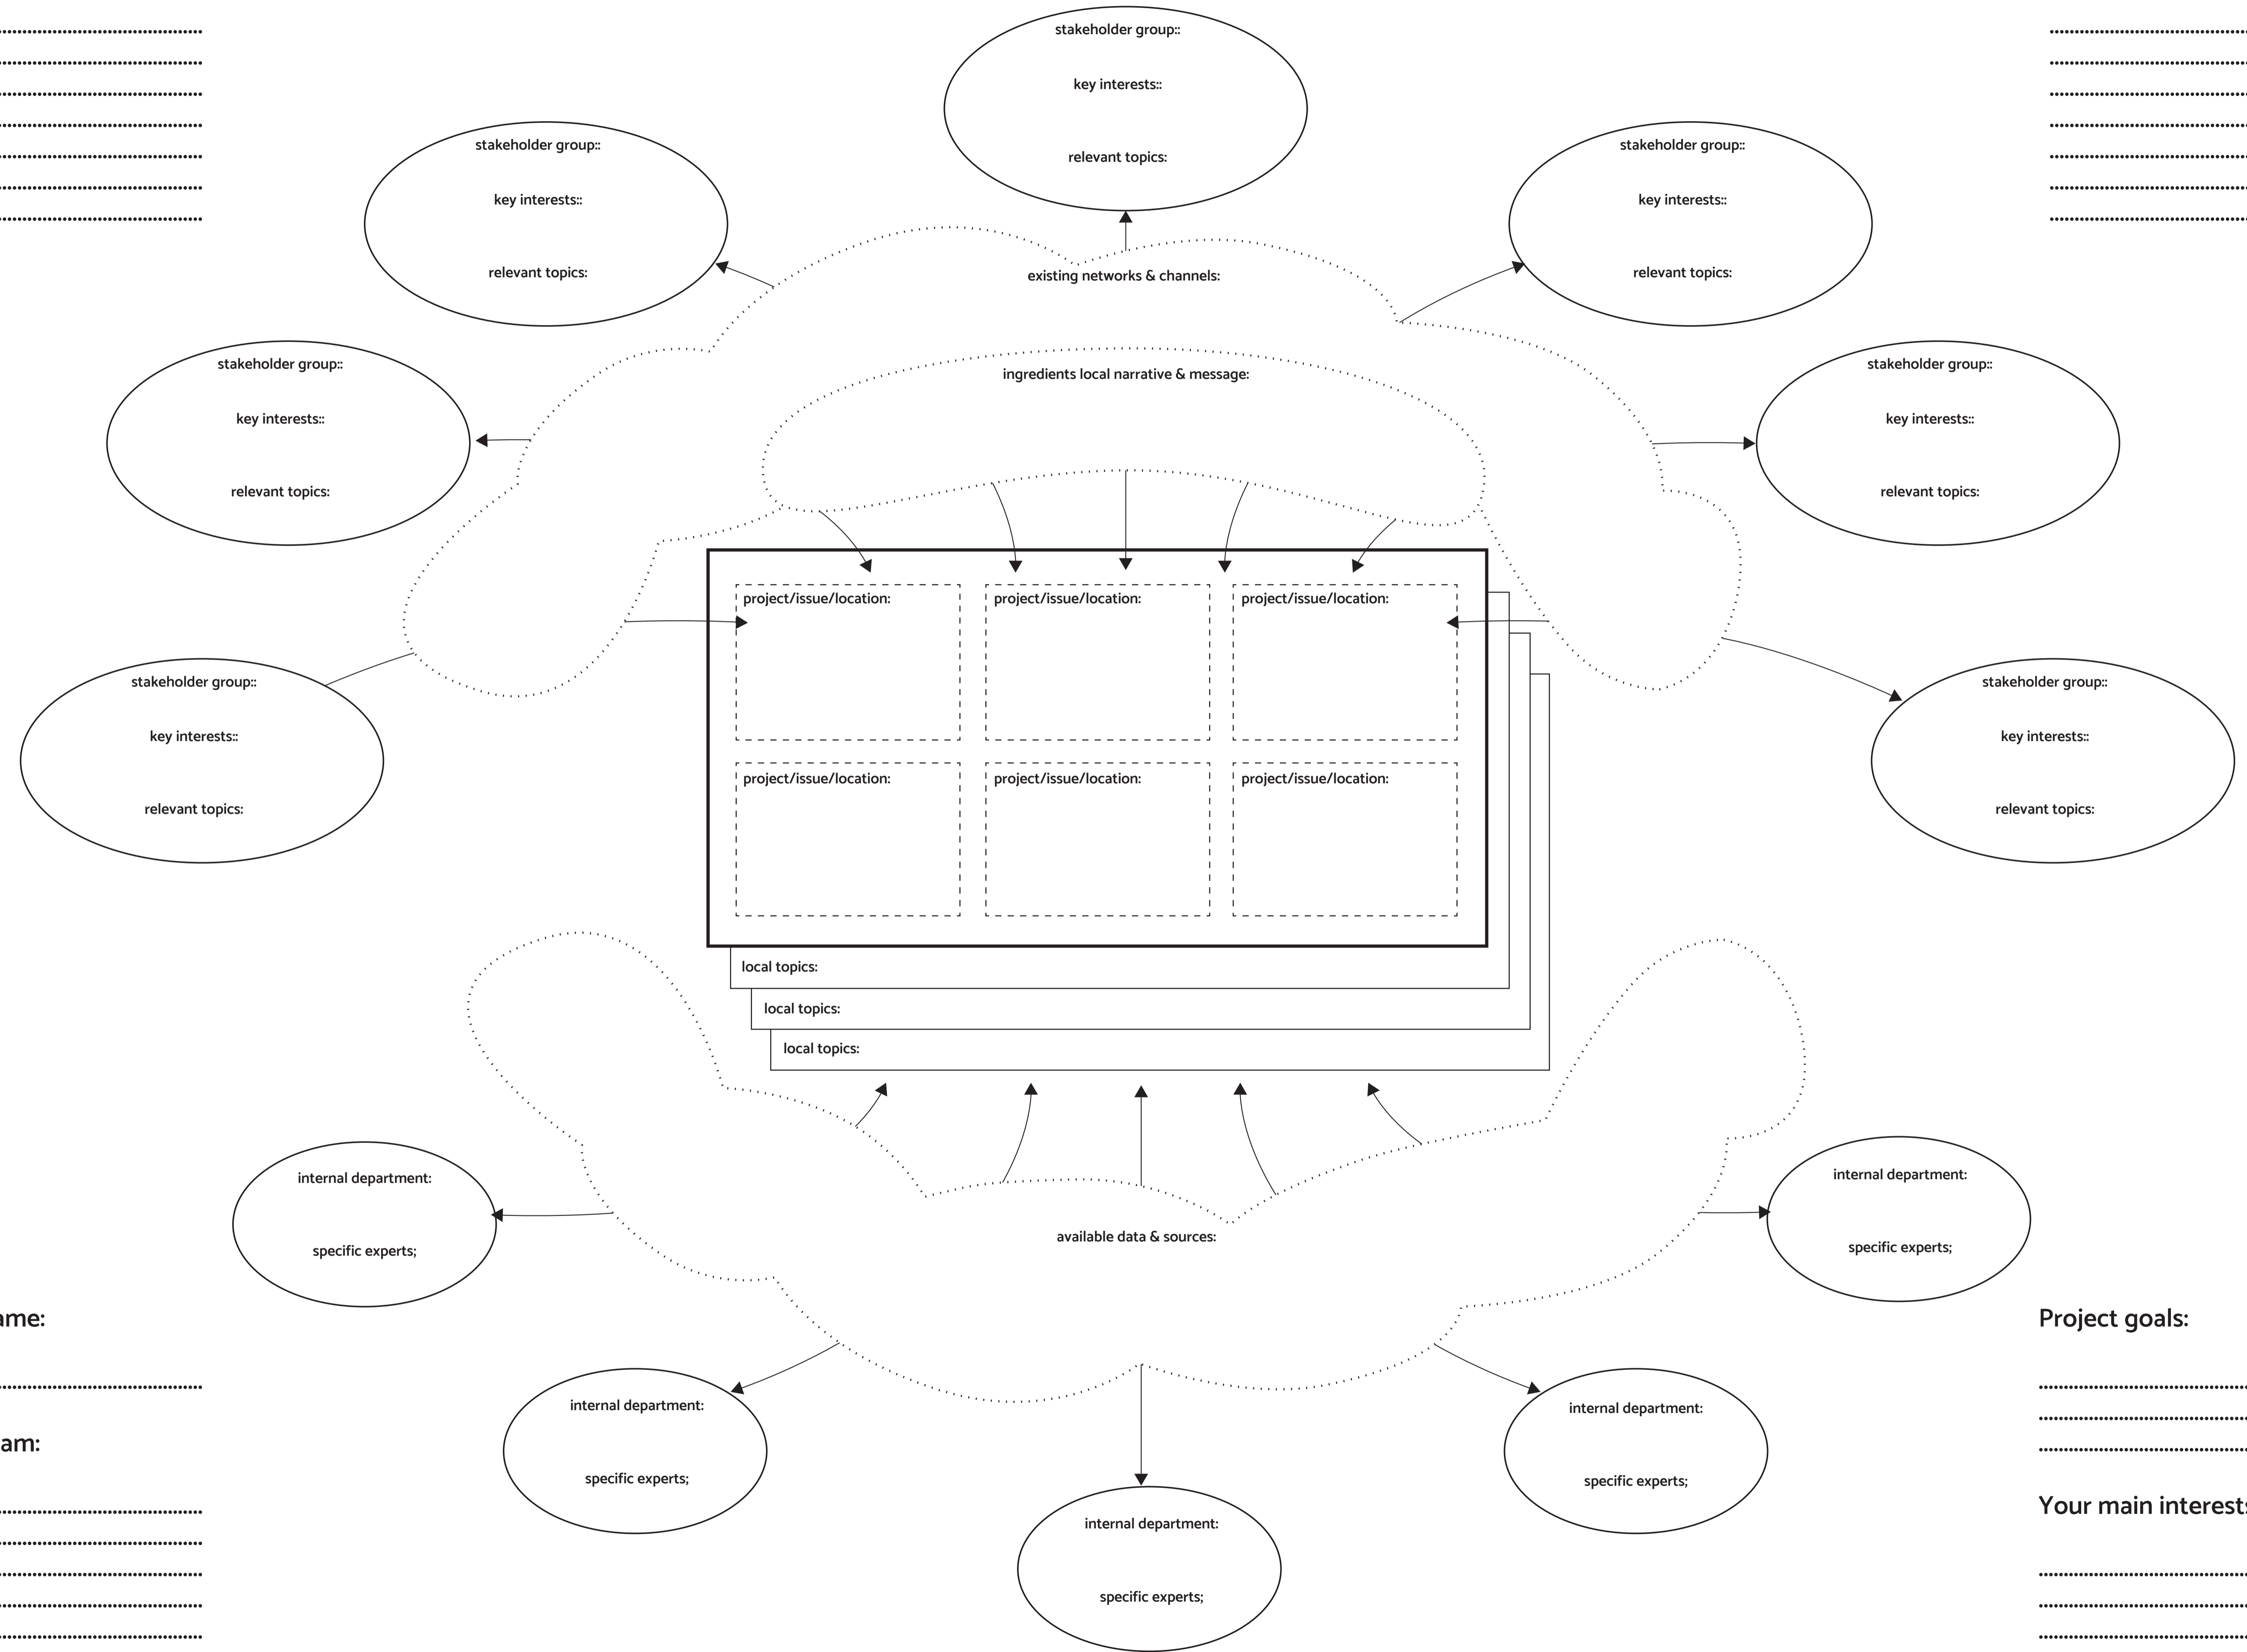 stakeholder group::
key interests::
relevant topics:
stakeholder group::
key interests::
relevant topics:
stakeholder group::
key interests::
relevant topics:
stakeholder group::
key interests::
relevant topics:
stakeholder group::
key interests::
relevant topics:
stakeholder group::
key interests::
relevant topics:
stakeholder group::
key interests::
relevant topics:
existing networks & channels:
ingredients local narrative & message:
project/issue/location:
project/issue/location:
project/issue/location:
project/issue/location:
project/issue/location:
project/issue/location:
local topics:
local topics:
local topics:
available data & sources:
internal department:
specific experts;
internal department:
specific experts;
internal department:
specific experts;
internal department:
specific experts;
internal department:
specific experts;
ame:
am:
Project goals:
Your main interests